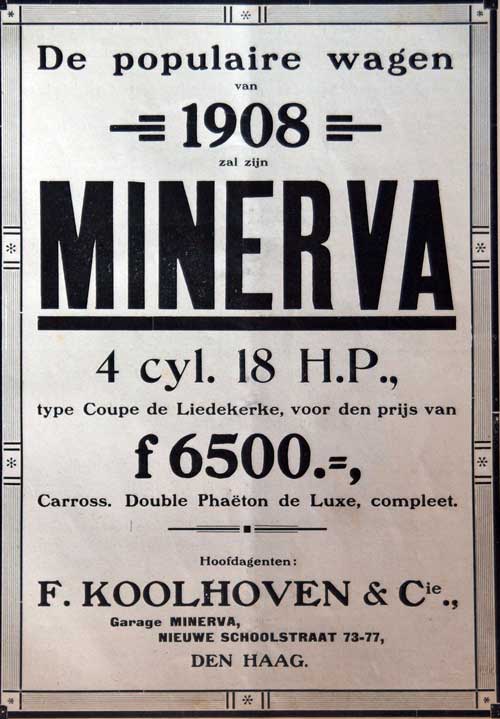 De populaire wagen
van
1908
zal zijn
MINERVA
4 cyl. 18 H.P.,
type Coupe de Liedekerke, voor den prijs van
f 6500.=,
Carross. Double Phaëton de Luxe, compleet.
Hoofdagenten:
F. KOOLHOVEN & Cie.,
Garage MINERVA,
NIEUWE SCHOOLSTRAAT 73-77,
DEN HAAG.